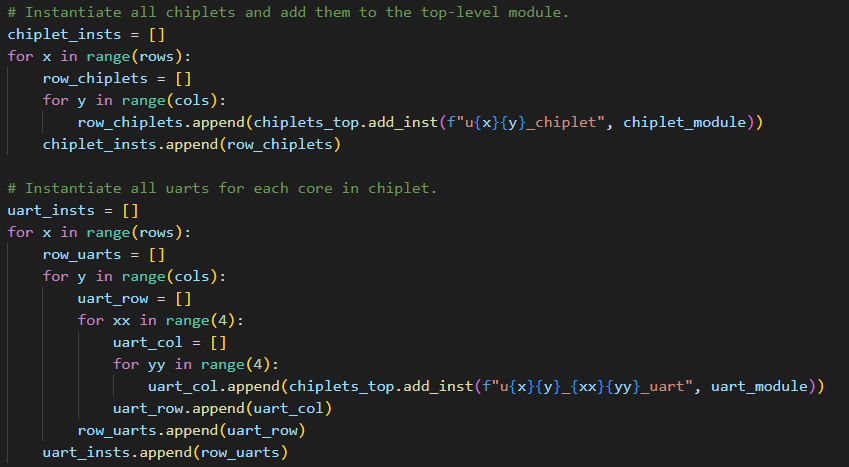 # Instantiate all chiplets and add them to the top-level module.
chiplet_insts = []
for x in range(rows):
    row_chiplets = []
    for y in range(cols):
        row_chiplets.append(chiplets_top.add_inst(f"u{x}{y}_chiplet", chiplet_module))
    chiplet_insts.append(row_chiplets)

# Instantiate all uarts for each core in chiplet.
uart_insts = []
for x in range(rows):
    row_uarts = []
    for y in range(cols):
        uart_row = []
        for xx in range(4):
            uart_col = []
            for yy in range(4):
                uart_col.append(chiplets_top.add_inst(f"u{x}{y}_{xx}{yy}_uart", uart_module))
            uart_row.append(uart_col)
        row_uarts.append(uart_row)
    uart_insts.append(row_uarts)